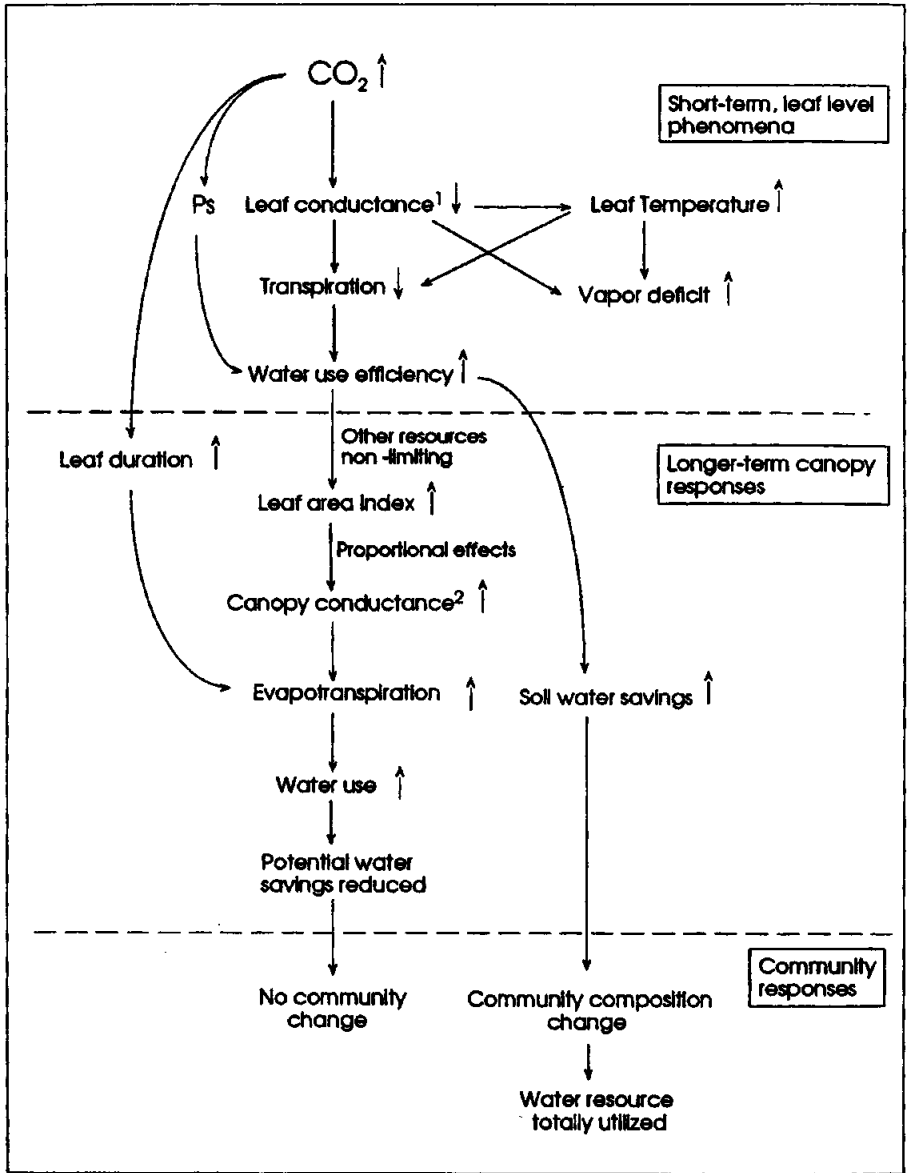 CO₂ ↑
Short-term, leaf level
phenomena
Ps
Leaf conductance¹ ↓
Leaf Temperature ↑
Transpiration ↓
Vapor deficit ↑
Water use efficiency ↑
Leaf duration ↑
Other resources
non-limiting
Longer-term canopy
responses
Leaf area index ↑
Proportional effects
Canopy conductance² ↑
Evapotranspiration ↑
Soil water savings ↑
Water use ↑
Potential water
savings reduced
Community
responses
No community
change
Community composition
change
Water resource
totally utilized